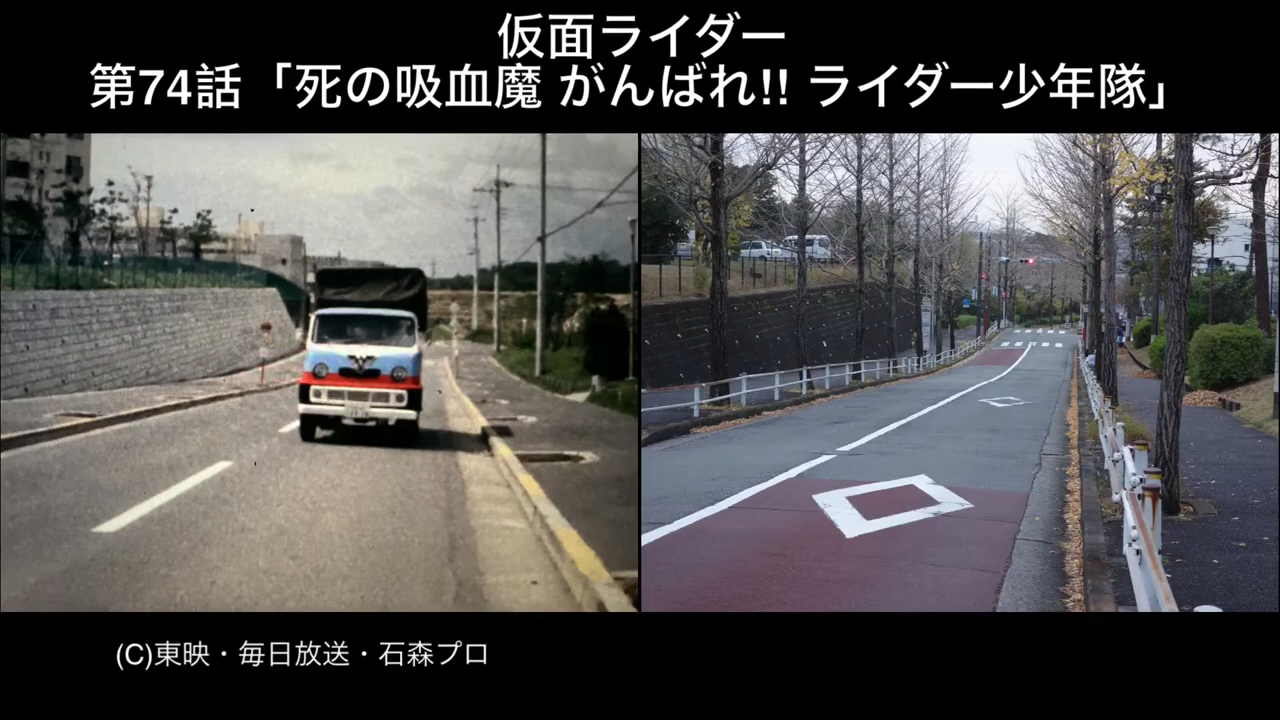 仮面ライダー
第74話「死の吸血魔 がんばれ!! ライダー少年隊」
(C)東映・毎日放送・石森プロ